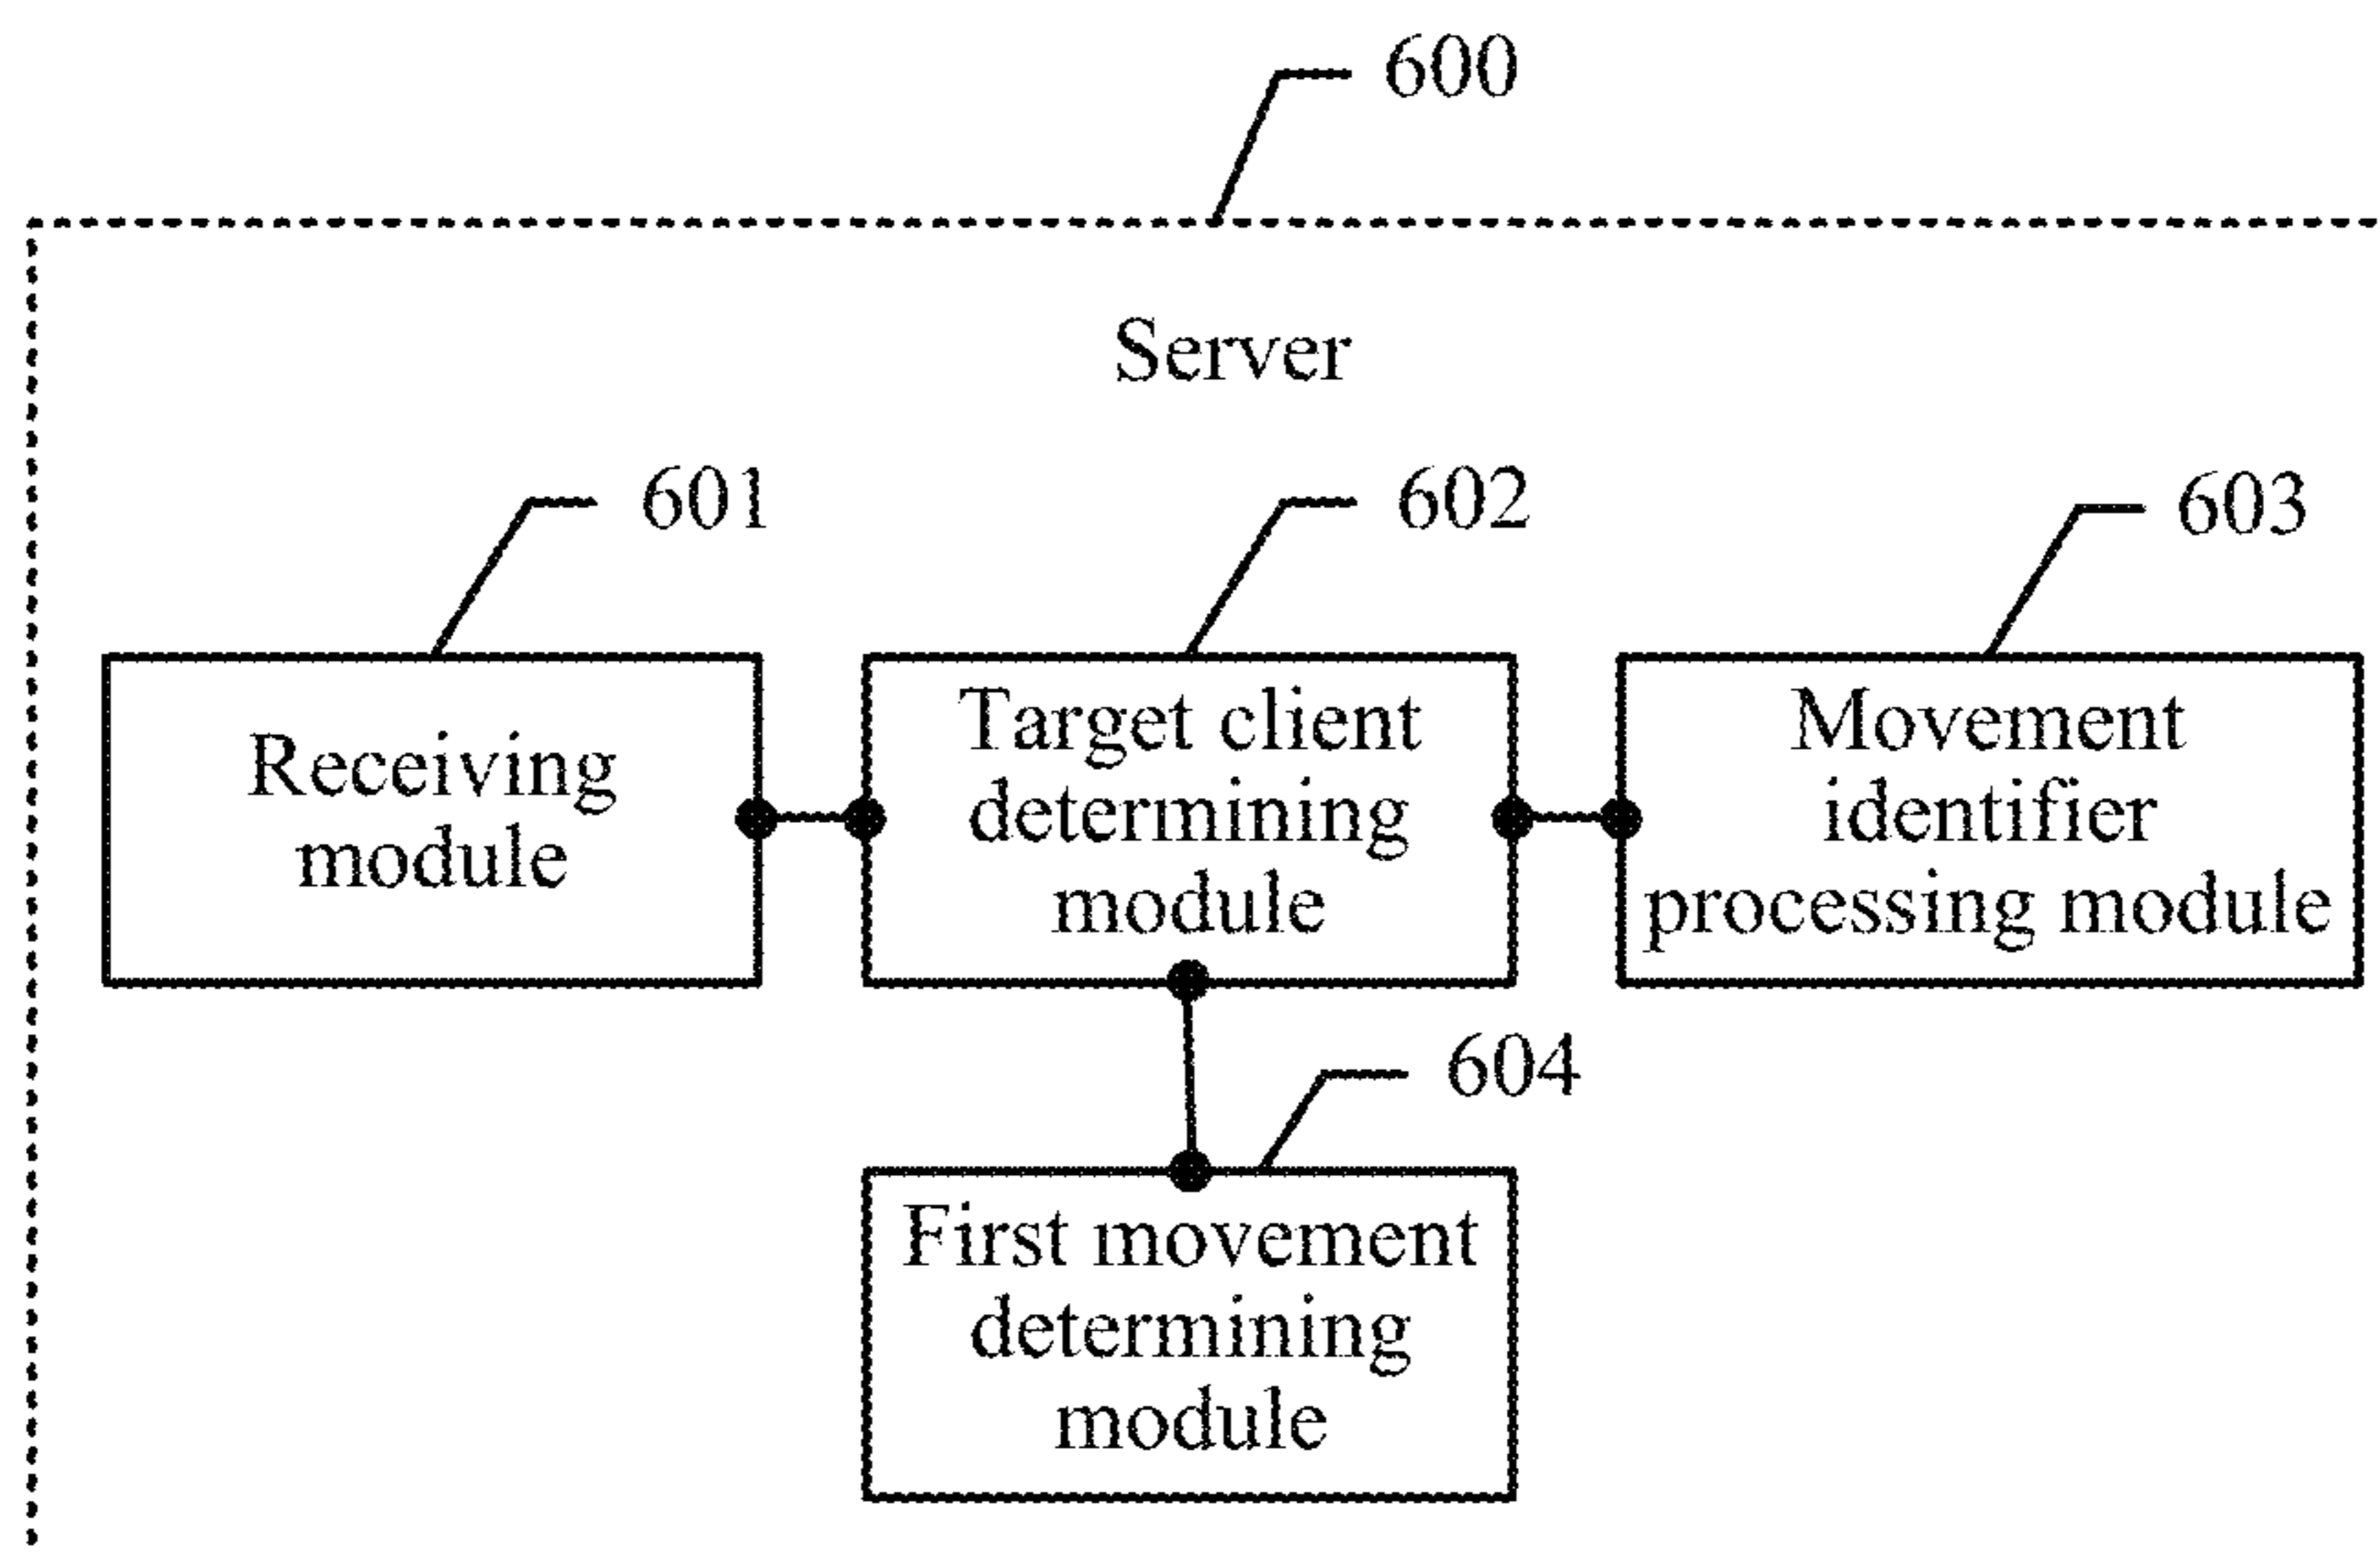 600
Server
601
602
603
Receiving
module
Target client
determining
module
Movement
identifier
processing module
604
First movement
determining
module